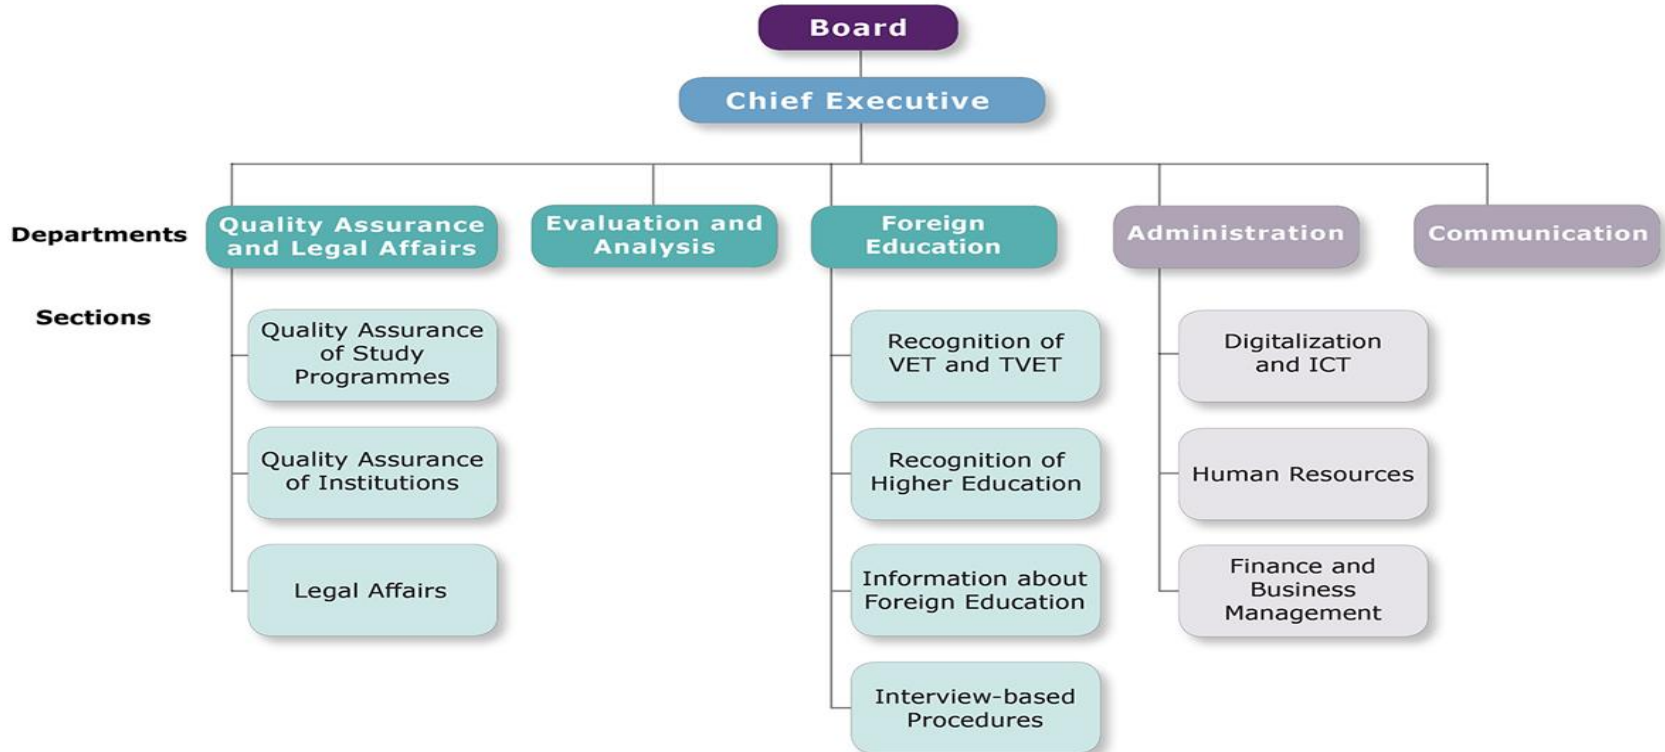 Board
Chief Executive
Departments
Quality Assurance
and Legal Affairs
Evaluation and
Analysis
Foreign
Education
Administration
Communication
Sections
Quality Assurance
of Study
Programmes
Quality Assurance
of Institutions
Legal Affairs
Recognition of
VET and TVET
Recognition of
Higher Education
Information about
Foreign Education
Interview-based
Procedures
Digitalization
and ICT
Human Resources
Finance and
Business
Management